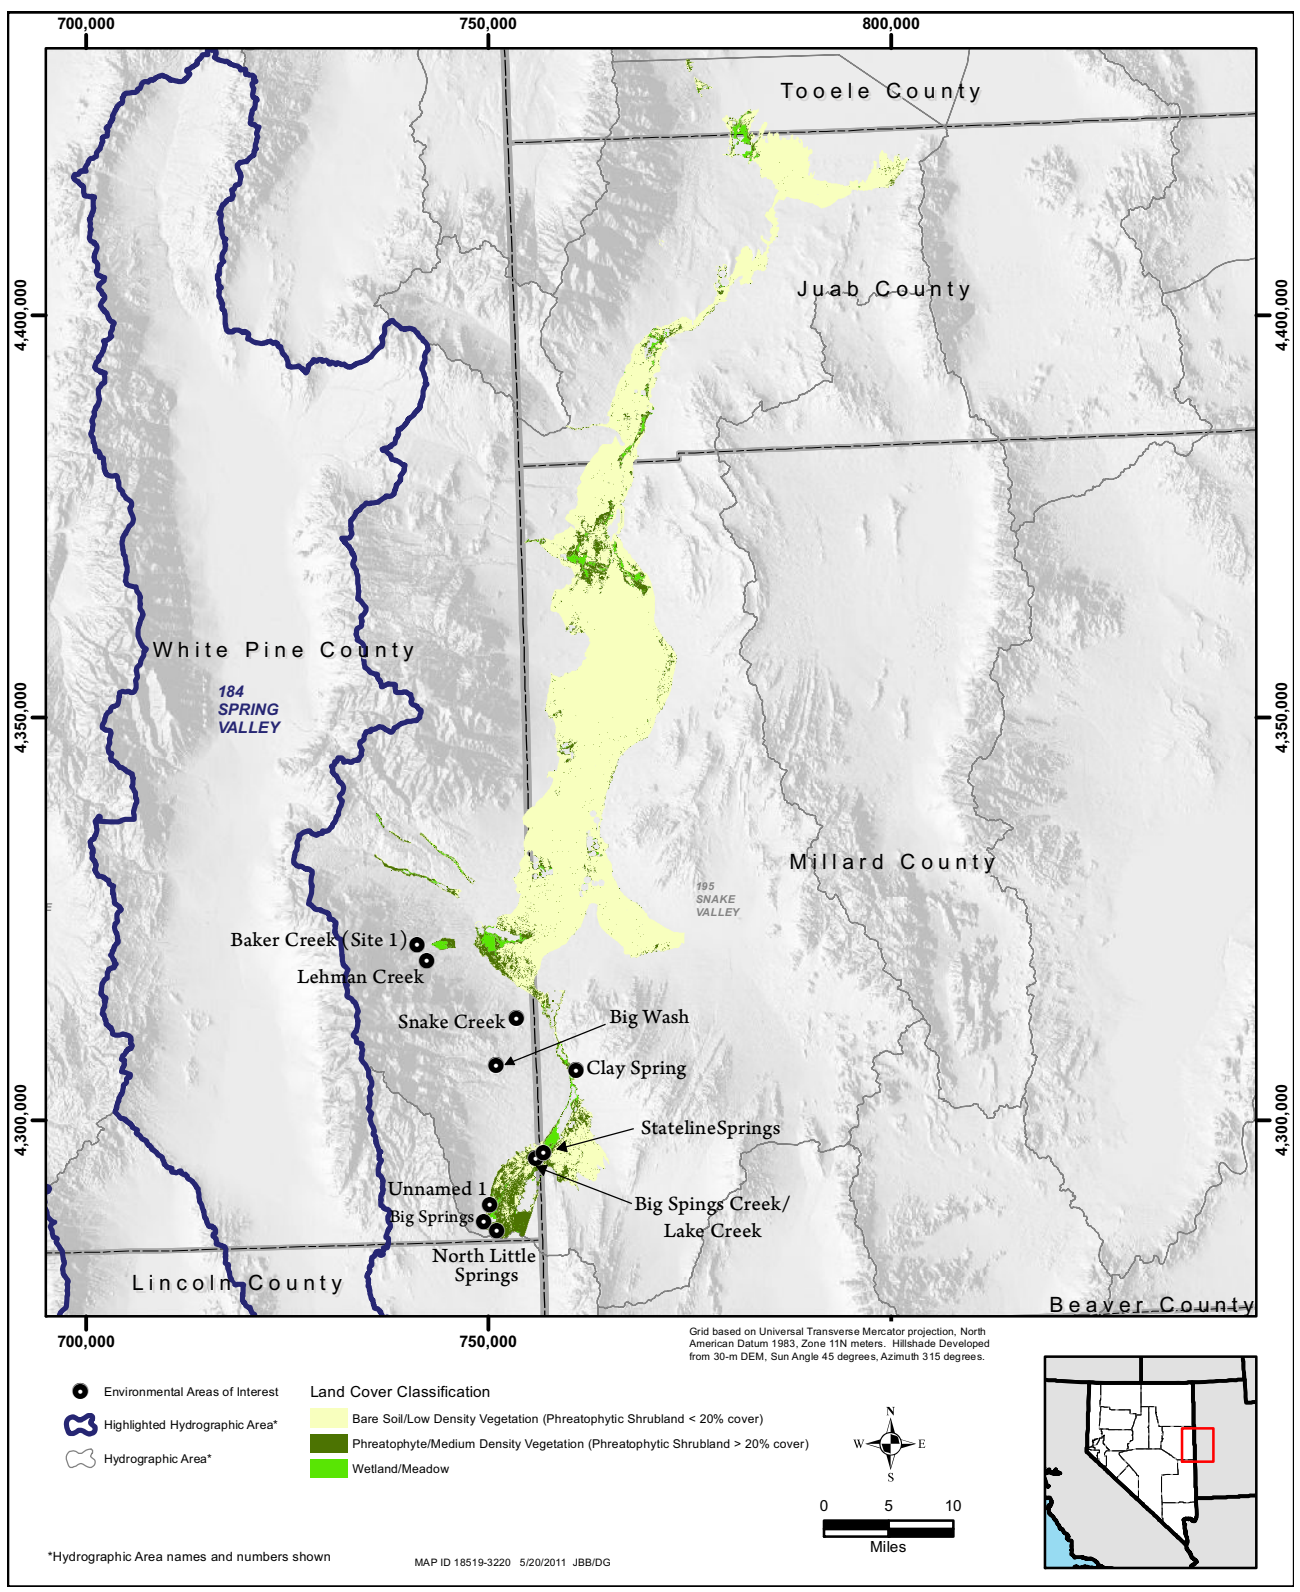 700,000
750,000
800,000
Tooele County
Juab County
4,400,000
4,400,000
White Pine County
184
SPRING
VALLEY
4,350,000
4,350,000
Millard County
195
SNAKE
VALLEY
E
Baker Creek (Site 1)
Lehman Creek
Snake Creek
Big Wash
Clay Spring
4,300,000
4,300,000
StatelineSprings
Unnamed 1
Big Springs
Big Spings Creek/
Lake Creek
North Little
Springs
Lincoln County
Beaver County
700,000
750,000
Grid based on Universal Transverse Mercator projection, North
American Datum 1983, Zone 11N meters. Hillshade Developed
from 30-m DEM, Sun Angle 45 degrees, Azimuth 315 degrees.
Environmental Areas of Interest
Highlighted Hydrographic Area*
Hydrographic Area*
Land Cover Classification
Bare Soil/Low Density Vegetation (Phreatophytic Shrubland < 20% cover)
Phreatophyte/Medium Density Vegetation (Phreatophytic Shrubland > 20% cover)
Wetland/Meadow
N
W
E
S
0 5 10
Miles
*Hydrographic Area names and numbers shown
MAP ID 18519-3220 5/20/2011 JBB/DG